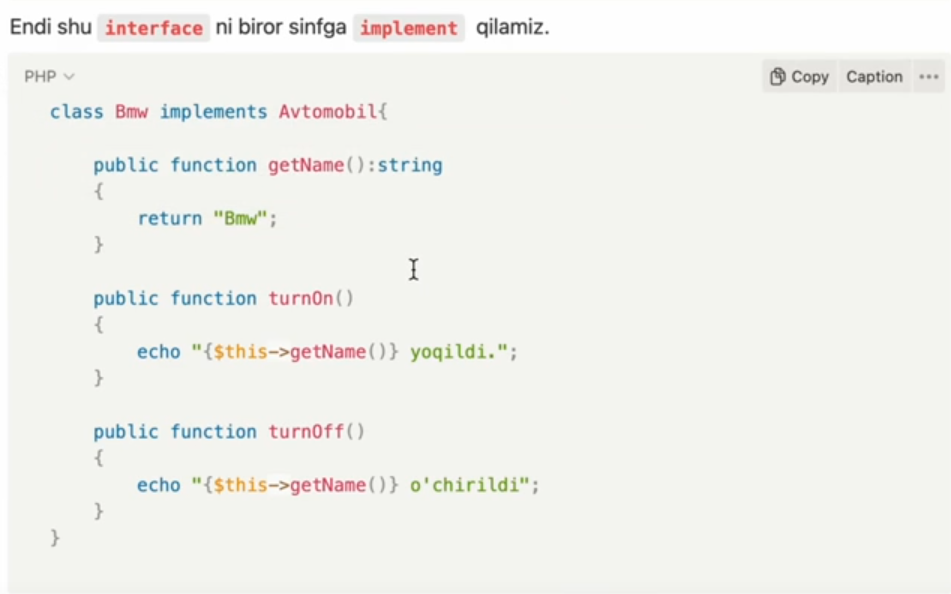 Endi shu interface ni biror sinfga implement qilamiz.
PHP
Copy Caption
class Bmw implements Avtomobil{
public function getName():string
{
return "Bmw";
}
public function turnOn()
{
echo "{$this->getName()} yoqildi.";
}
public function turnOff()
{
echo "{$this->getName()} o'chirildi";
}
}